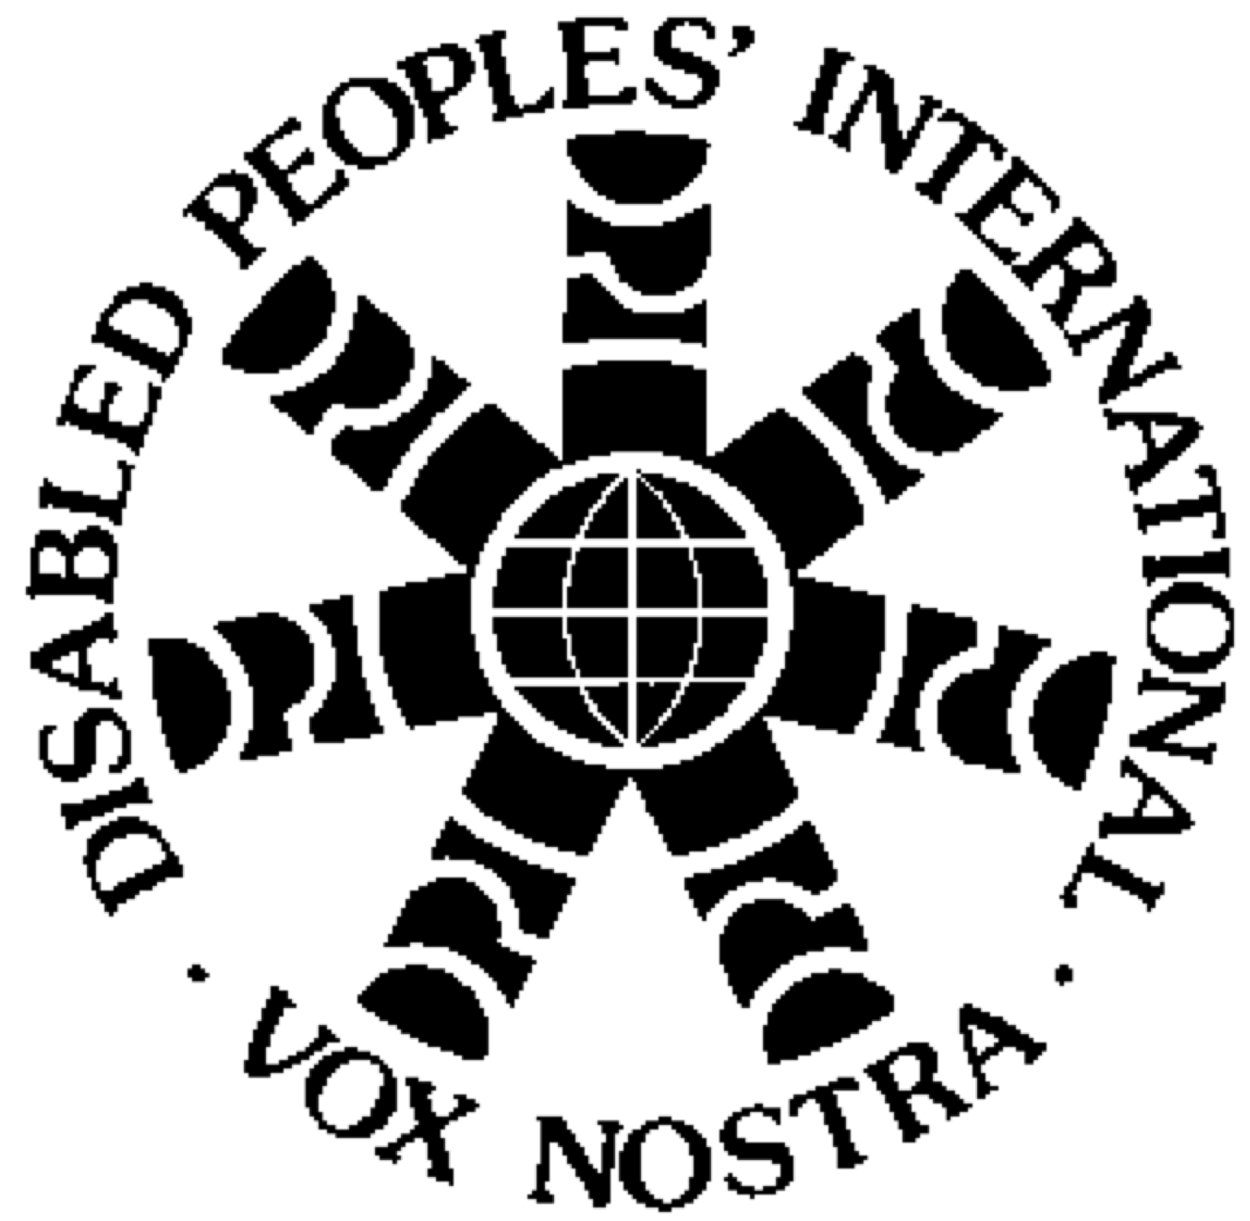 DISABLED PEOPLES’ INTERNATIONAL
· VOX NOSTRA ·